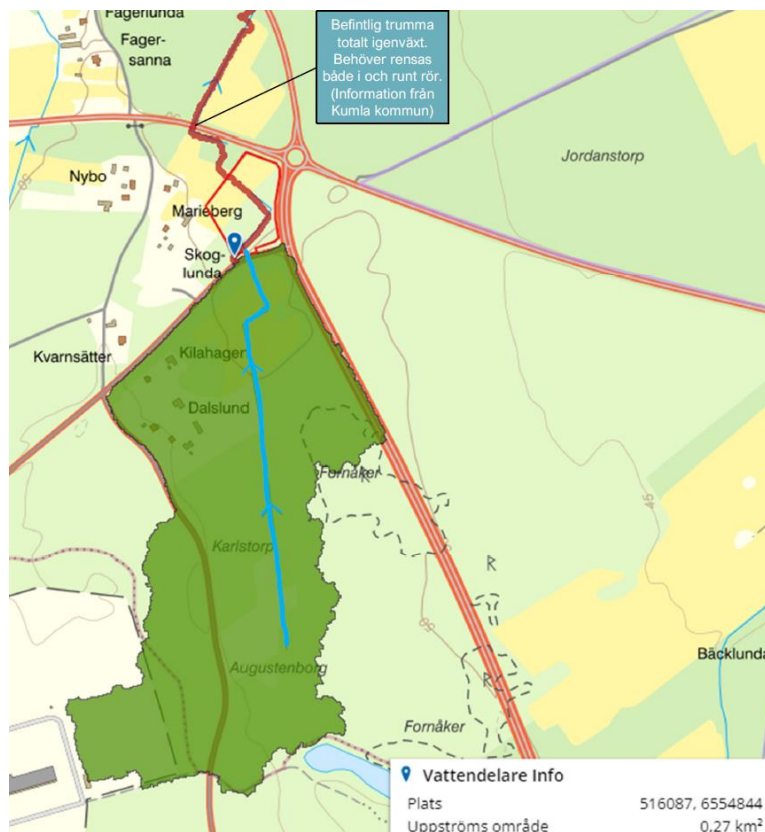 Fagerlunda
Fager-
sanna
Befintlig trumma
totalt igenväxt.
Behöver rensas
både i och runt rör.
(Information från
Kumla kommun)
Jordanstorp
Nybo
Marieberg
Skog-
lunda
Kvarnsätter
Kilahagen
Dalslund
Fornåker
45
Karlstorp
R
R
Augustenborg
Bäcklunda
R
Fornåker
Vattendelare Info
Plats 516087, 6554844
Uppströms område 0.27 km²